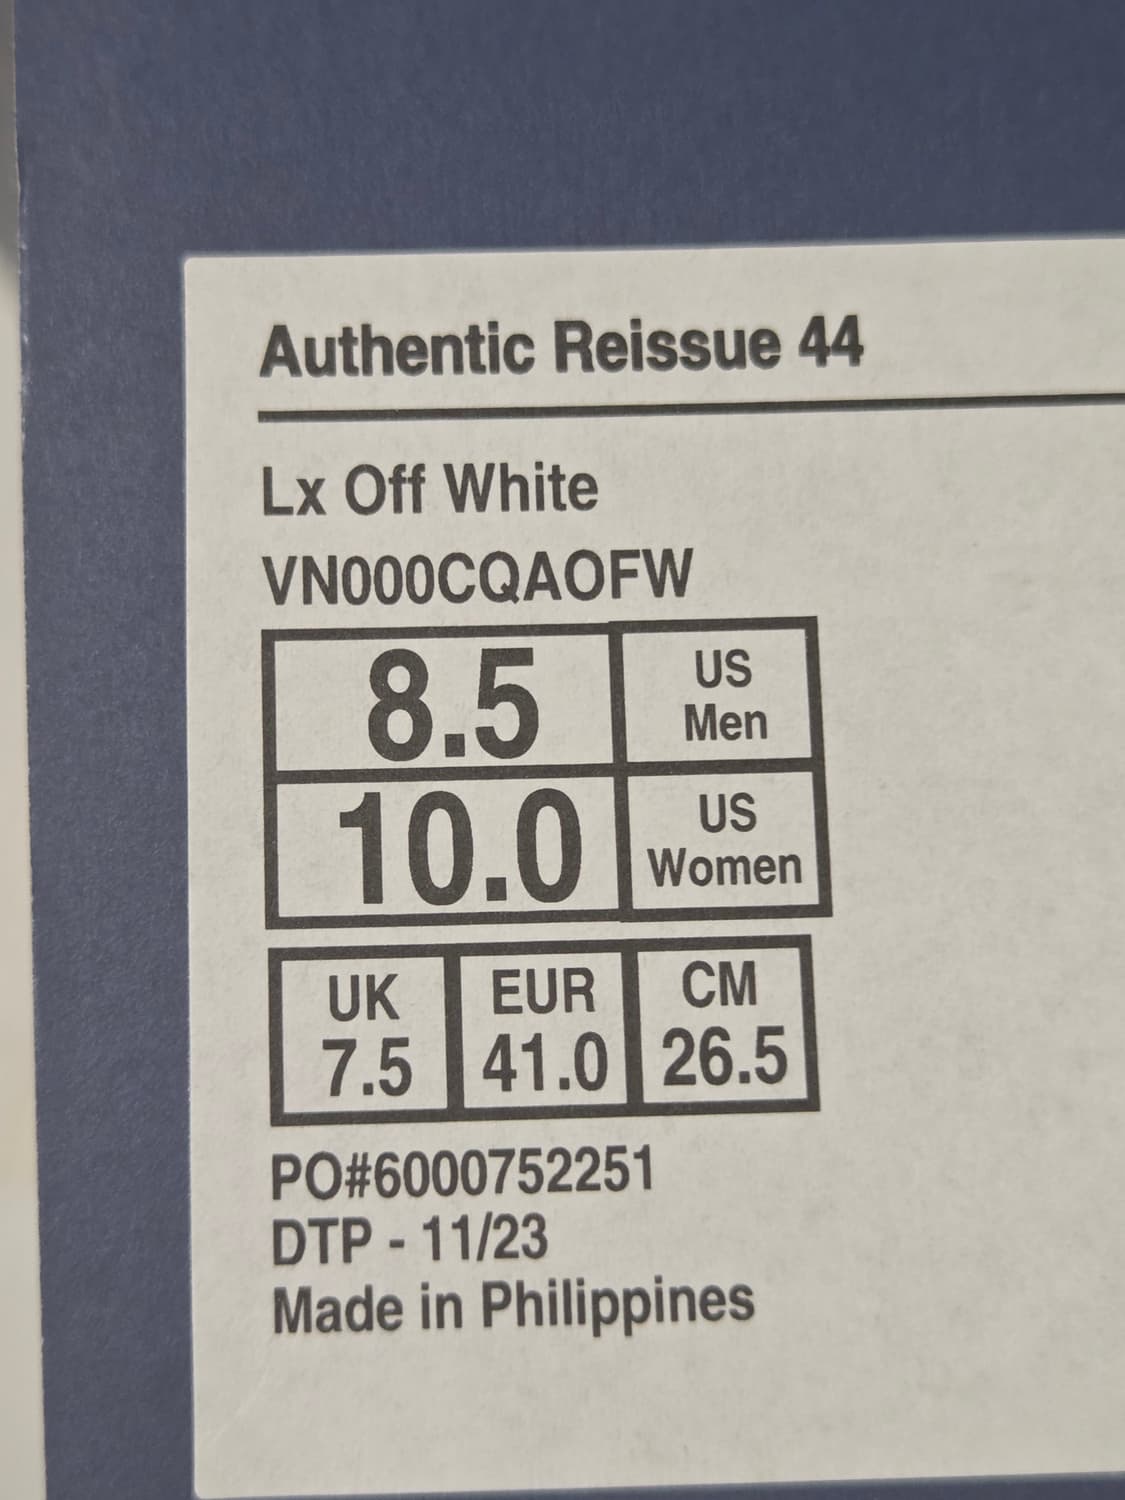 Authentic Reissue 44
Lx Off White
VN000CQAOFW
8.5 US Men
10.0 US Women
UK EUR CM
7.5 41.0 26.5
PO#6000752251
DTP - 11/23
Made in Philippines